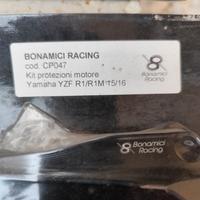 BONAMICI RACING
cod. CP047
Kit protezioni motore
Yamaha YZF R1/R1M 15/16
Bonamici
Racing
Bonamici
Racing